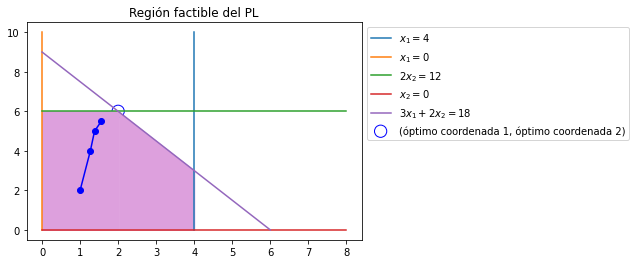 Región factible del PL
10
8
6
4
2
0
0 1 2 3 4 5 6 7 8
x₁ = 4
x₁ = 0
2x₂ = 12
x₂ = 0
3x₁ + 2x₂ = 18
(óptimo coordenada 1, óptimo coordenada 2)